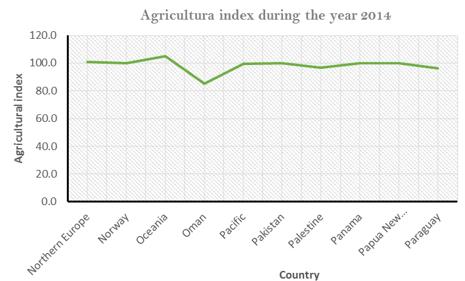 Agricultura index during the year 2014
120.0
100.0
80.0
60.0
40.0
20.0
0.0
Agricultural index
Northern Europe
Norway
Oceania
Oman
Pacific
Pakistan
Palestine
Panama
Papua New...
Paraguay
Country